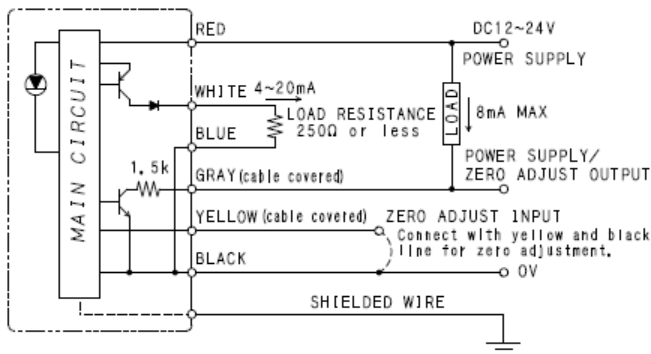 RED
DC12~24V
POWER SUPPLY
MAIN CIRCUIT
WHITE 4~20mA
LOAD RESISTANCE
250Ω or less
LOAD
8mA MAX
BLUE
1.5k
GRAY (cable covered)
POWER SUPPLY/
ZERO ADJUST OUTPUT
YELLOW (cable covered) ZERO ADJUST INPUT
Connect with yellow and black
line for zero adjustment.
BLACK
0V
SHIELDED WIRE